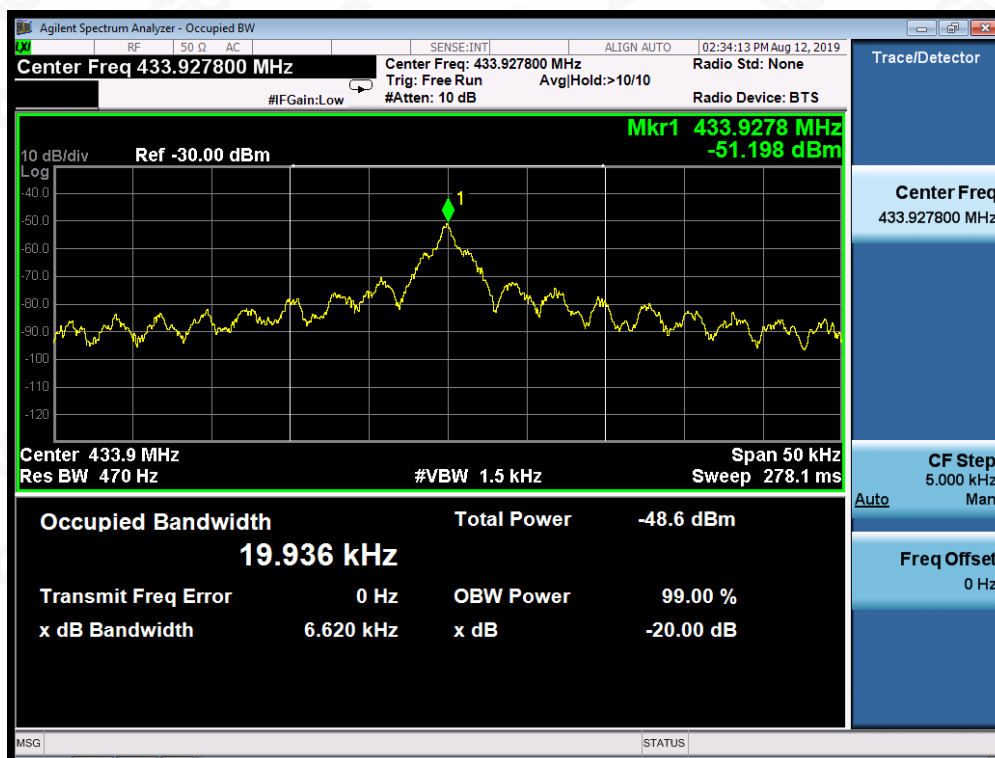 Agilent Spectrum Analyzer - Occupied BW
LXI RF 50 Ω AC SENSE:INT ALIGN AUTO 02:34:13 PM Aug 12, 2019
Center Freq 433.927800 MHz
Center Freq: 433.927800 MHz
Radio Std: None
Trig: Free Run Avg|Hold:>10/10
#IFGain:Low
#Atten: 10 dB
Radio Device: BTS
Mkr1 433.9278 MHz
-51.198 dBm
10 dB/div Ref -30.00 dBm
Log
-40.0
1
-50.0
-60.0
-70.0
-80.0
-90.0
-100
-110
-120
Center 433.9 MHz Span 50 kHz
Res BW 470 Hz #VBW 1.5 kHz Sweep 278.1 ms
Occupied Bandwidth Total Power -48.6 dBm
19.936 kHz
Transmit Freq Error 0 Hz OBW Power 99.00 %
x dB Bandwidth 6.620 kHz x dB -20.00 dB
MSG STATUS
Trace/Detector
Center Freq
433.927800 MHz
CF Step
5.000 kHz
Auto Man
Freq Offset
0 Hz